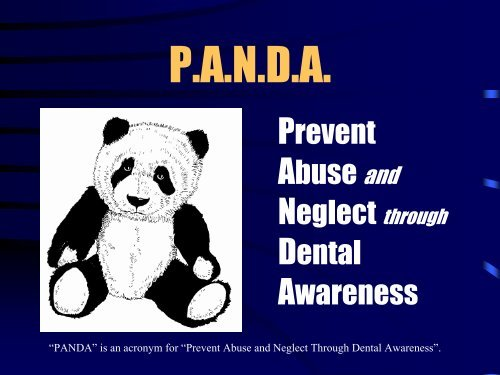 P.A.N.D.A.
Prevent
Abuse and
Neglect through
Dental
Awareness
“PANDA” is an acronym for “Prevent Abuse and Neglect Through Dental Awareness”.